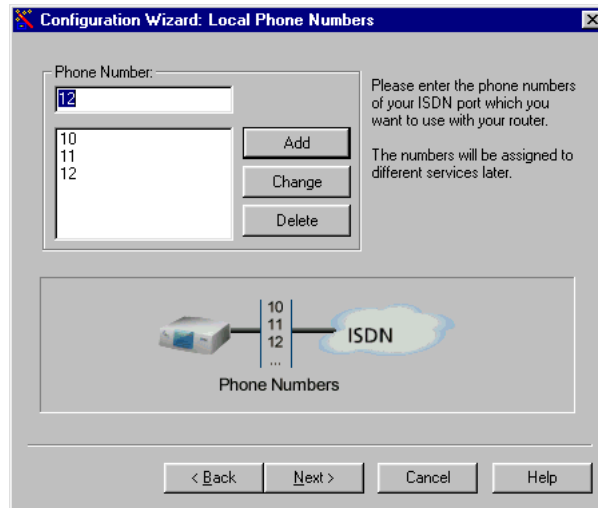 Configuration Wizard: Local Phone Numbers
Phone Number:
12
10
11
12
Add
Change
Delete
Please enter the phone numbers
of your ISDN port which you
want to use with your router.
The numbers will be assigned to
different services later.
10
11
12
...
ISDN
Phone Numbers
< Back
Next >
Cancel
Help